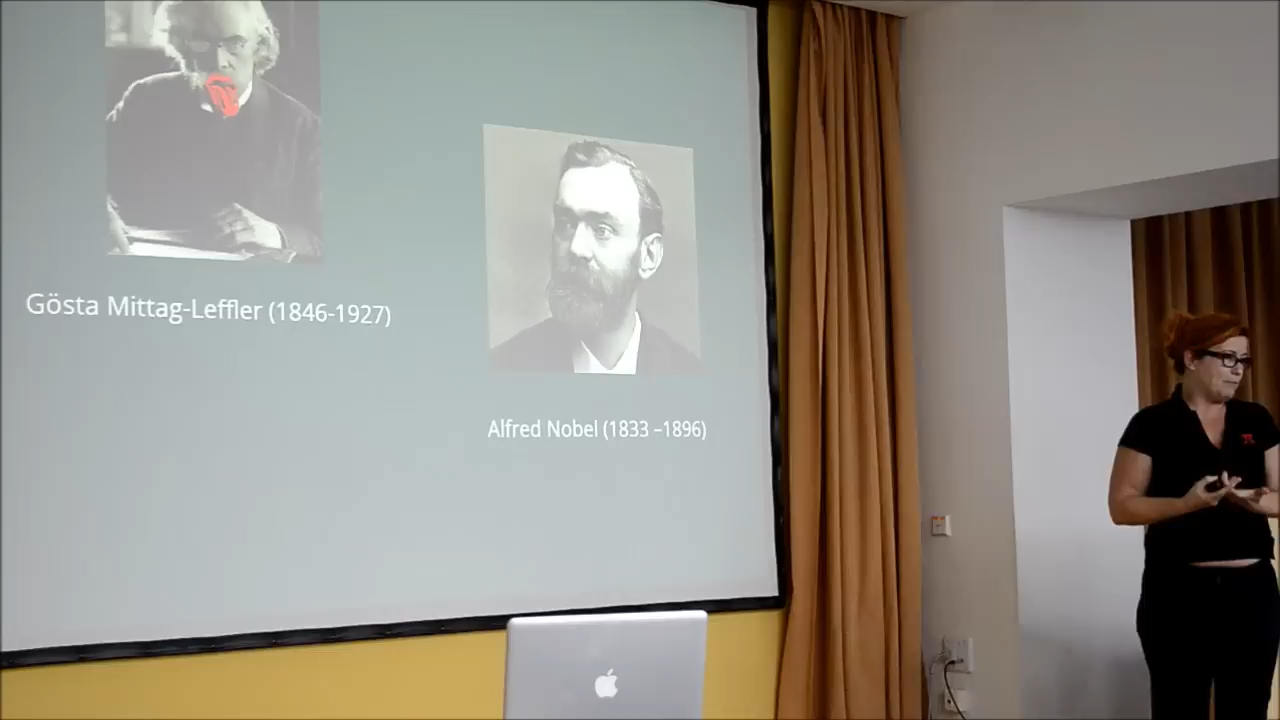 Gösta Mittag-Leffler (1846-1927)
Alfred Nobel (1833 –1896)